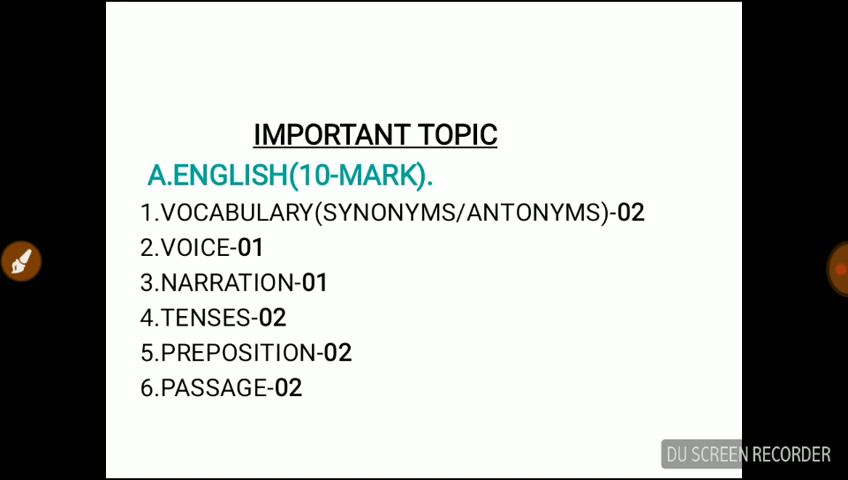 IMPORTANT TOPIC
A.ENGLISH(10-MARK).
1.VOCABULARY(SYNONYMS/ANTONYMS)-02
2.VOICE-01
3.NARRATION-01
4.TENSES-02
5.PREPOSITION-02
6.PASSAGE-02
DU SCREEN RECORDER